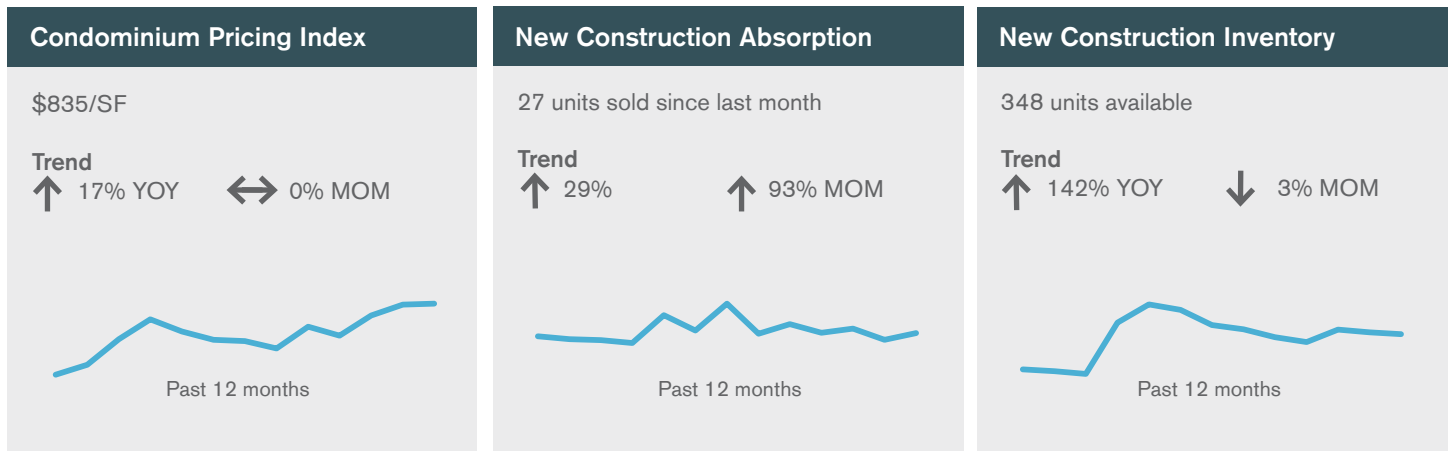 Condominium Pricing Index
$835/SF
Trend
17% YOY 0% MOM
Past 12 months
New Construction Absorption
27 units sold since last month
Trend
29% 93% MOM
Past 12 months
New Construction Inventory
348 units available
Trend
142% YOY 3% MOM
Past 12 months